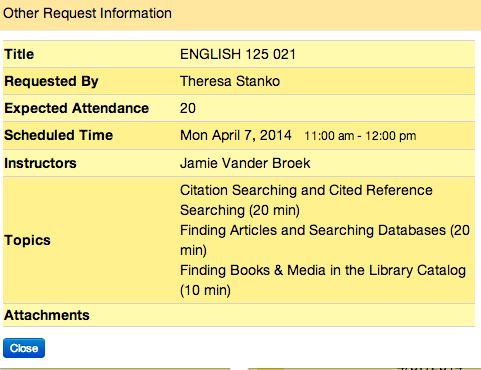 Other Request Information
Title ENGLISH 125 021
Requested By Theresa Stanko
Expected Attendance 20
Scheduled Time Mon April 7, 2014 11:00 am - 12:00 pm
Instructors Jamie Vander Broek
Topics
Citation Searching and Cited Reference
Searching (20 min)
Finding Articles and Searching Databases (20
min)
Finding Books & Media in the Library Catalog
(10 min)
Attachments
Close